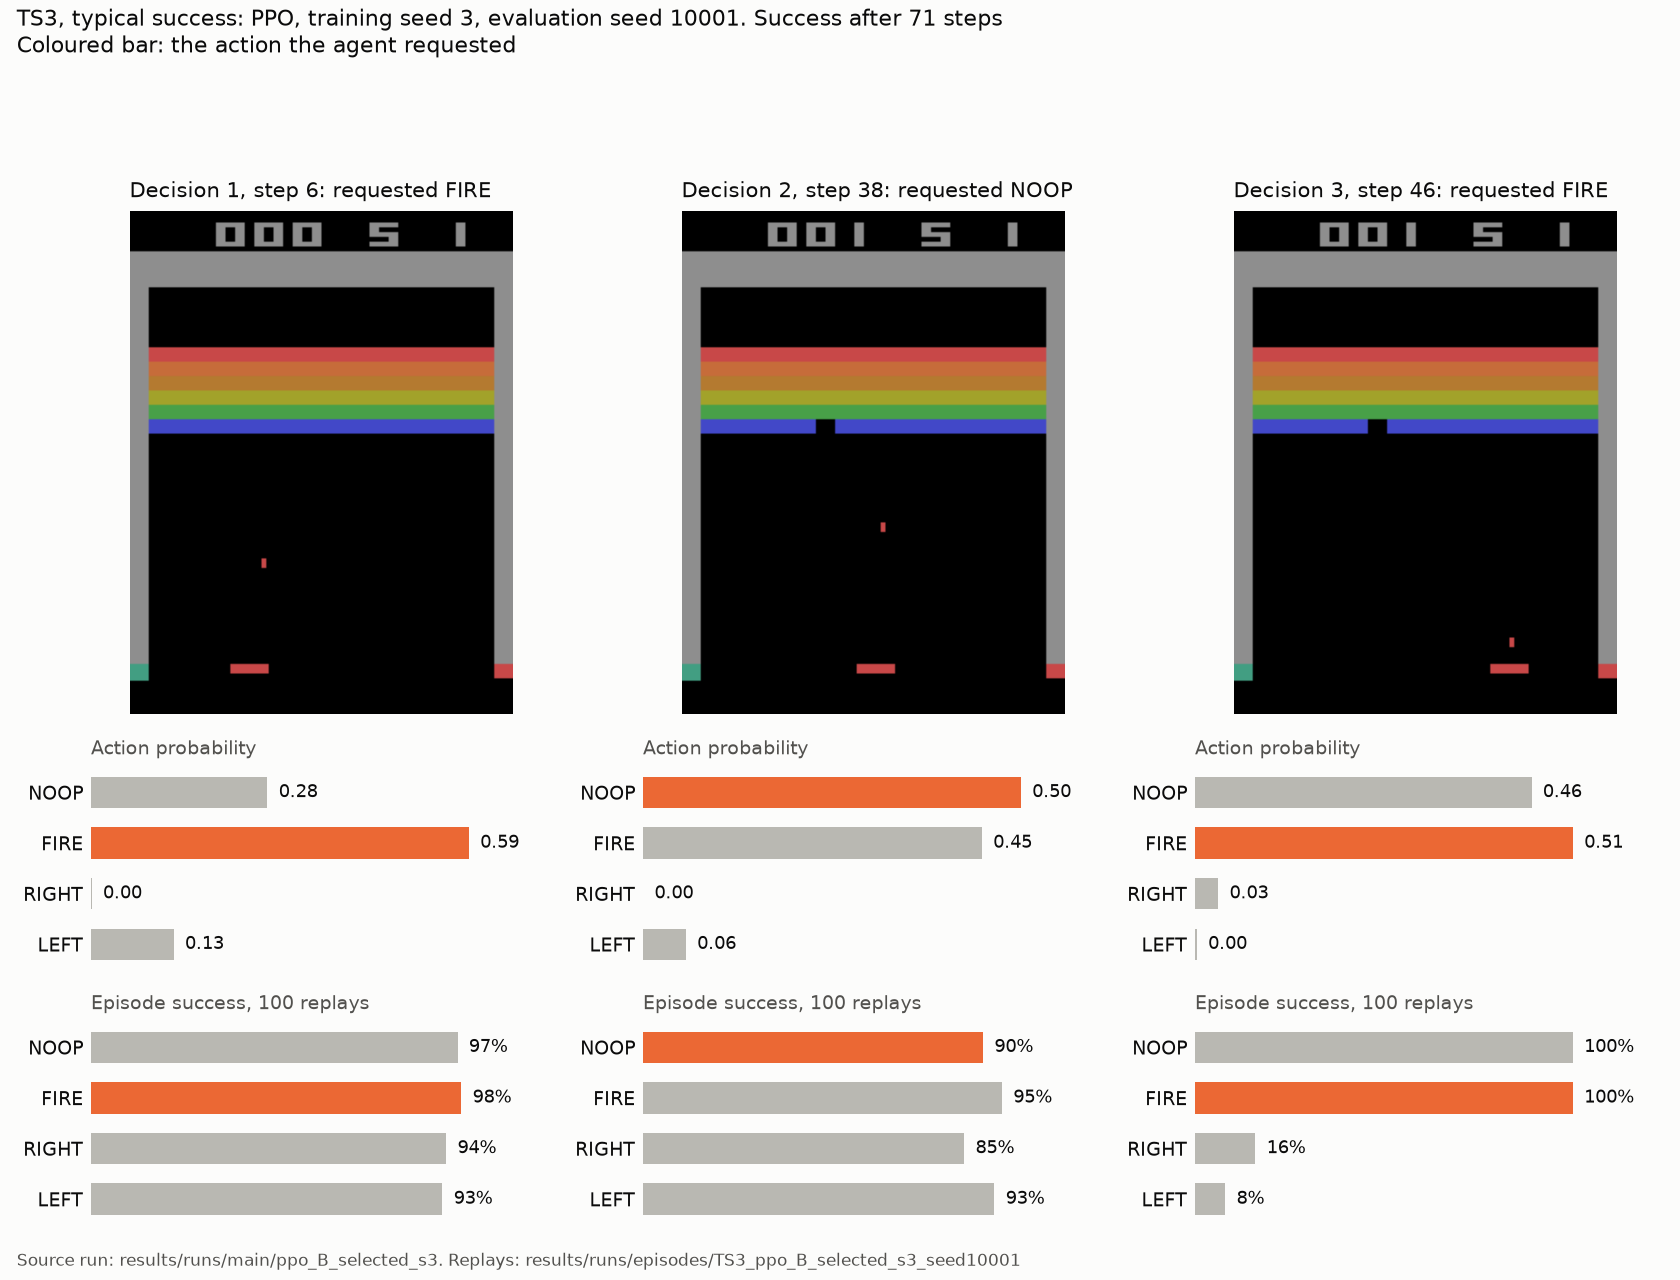 TS3, typical success: PPO, training seed 3, evaluation seed 10001. Success after 71 steps
Coloured bar: the action the agent requested
Decision 1, step 6: requested FIRE
000 5 1
Action probability
NOOP 0.28
FIRE 0.59
RIGHT 0.00
LEFT 0.13
Episode success, 100 replays
NOOP 97%
FIRE 98%
RIGHT 94%
LEFT 93%
Decision 2, step 38: requested NOOP
001 5 1
Action probability
NOOP 0.50
FIRE 0.45
RIGHT 0.00
LEFT 0.06
Episode success, 100 replays
NOOP 90%
FIRE 95%
RIGHT 85%
LEFT 93%
Decision 3, step 46: requested FIRE
001 5 1
Action probability
NOOP 0.46
FIRE 0.51
RIGHT 0.03
LEFT 0.00
Episode success, 100 replays
NOOP 100%
FIRE 100%
RIGHT 16%
LEFT 8%
Source run: results/runs/main/ppo_B_selected_s3. Replays: results/runs/episodes/TS3_ppo_B_selected_s3_seed10001